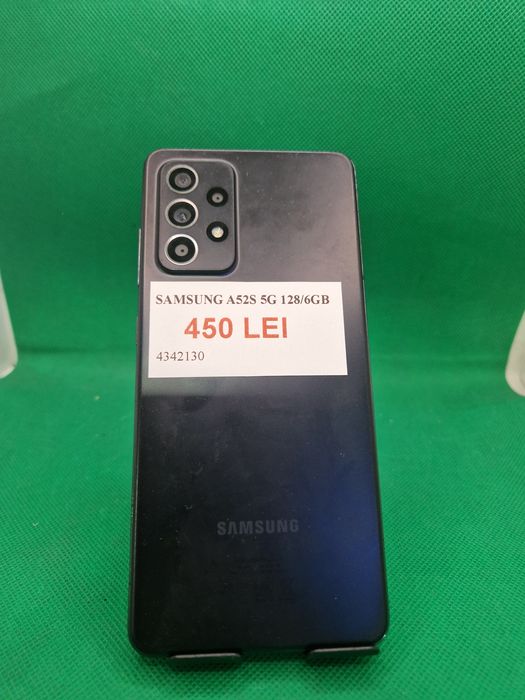 SAMSUNG A52S 5G 128/6GB
450 LEI
4342130
SAMSUNG